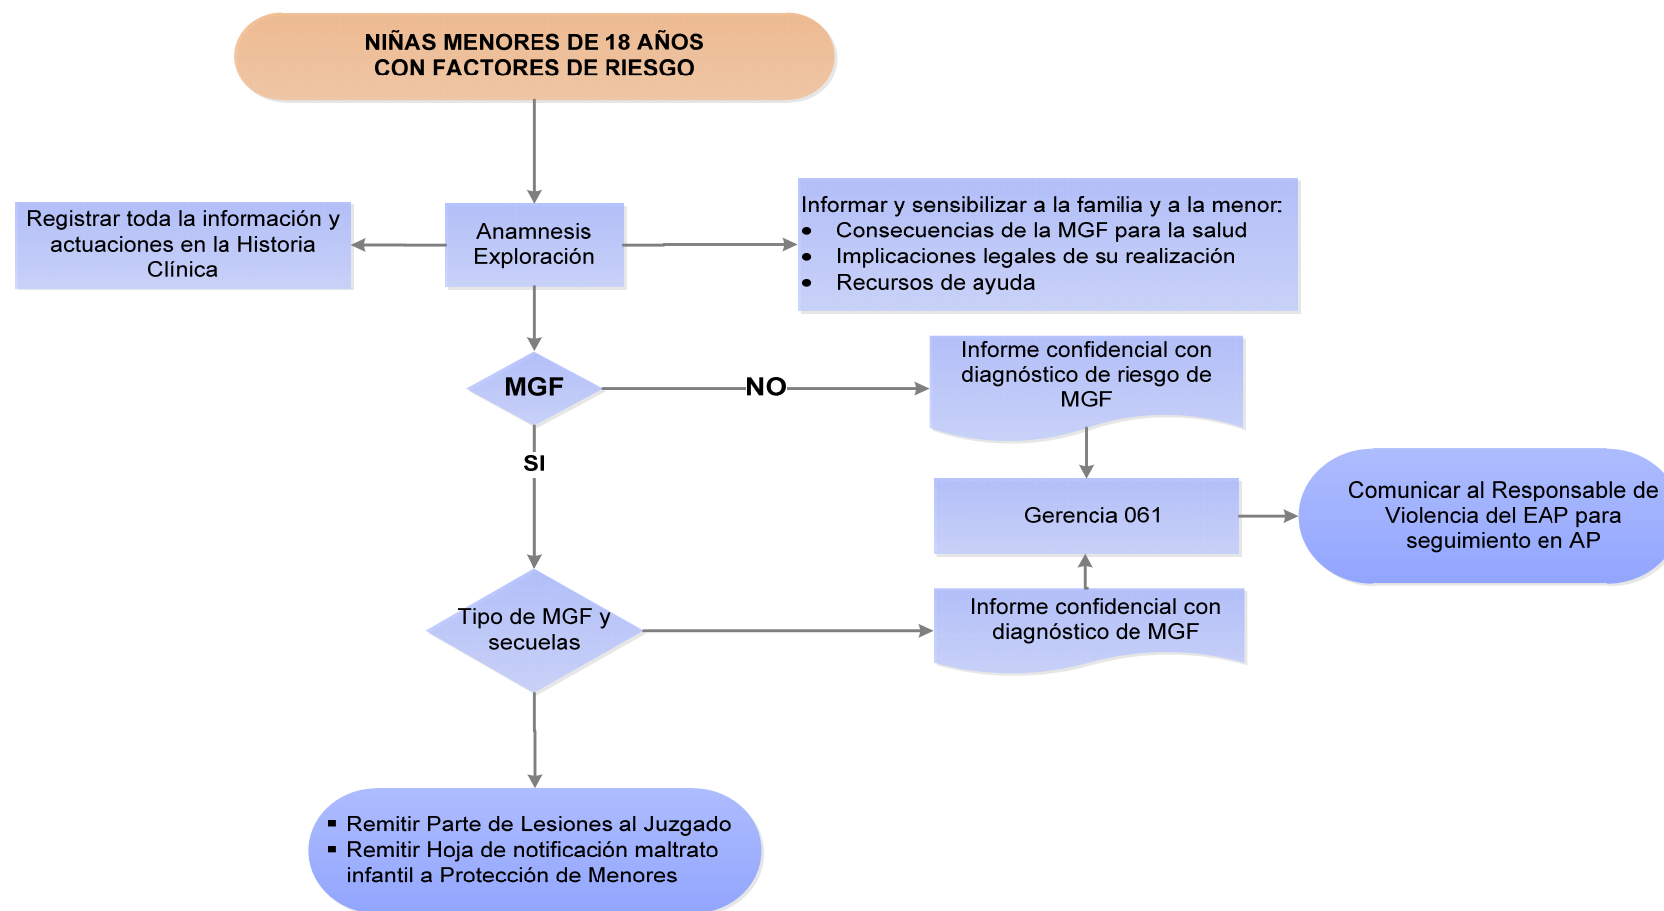 NIÑAS MENORES DE 18 AÑOS
CON FACTORES DE RIESGO
Registrar toda la información y
actuaciones en la Historia
Clínica
Anamnesis
Exploración
Informar y sensibilizar a la familia y a la menor:
• Consecuencias de la MGF para la salud
• Implicaciones legales de su realización
• Recursos de ayuda
MGF
NO
Informe confidencial con
diagnóstico de riesgo de
MGF
SI
Gerencia 061
Comunicar al Responsable de
Violencia del EAP para
seguimiento en AP
Tipo de MGF y
secuelas
Informe confidencial con
diagnóstico de MGF
▪ Remitir Parte de Lesiones al Juzgado
▪ Remitir Hoja de notificación maltrato
infantil a Protección de Menores